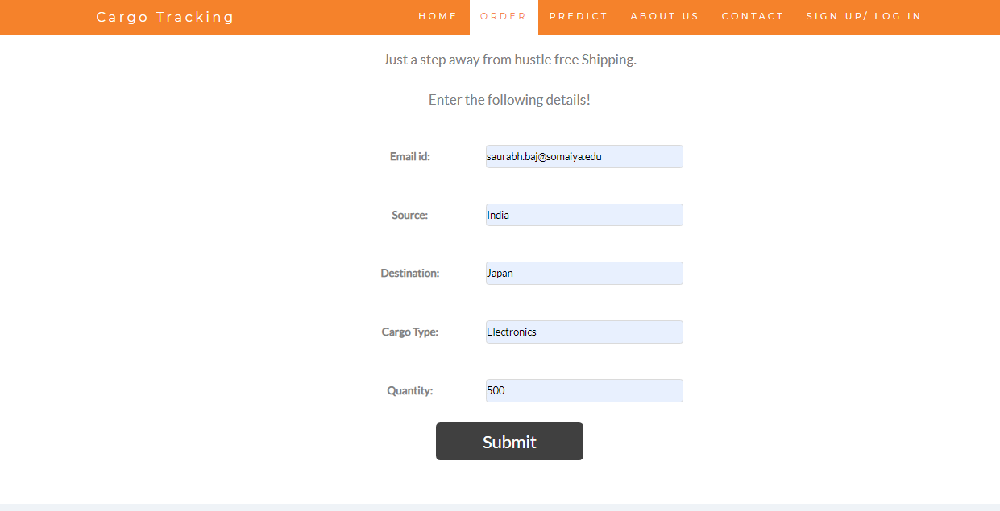 Cargo Tracking HOME ORDER PREDICT ABOUT US CONTACT SIGN UP/ LOG IN
Just a step away from hustle free Shipping.
Enter the following details!
Email id: saurabh.baj@somaiya.edu
Source: India
Destination: Japan
Cargo Type: Electronics
Quantity: 500
Submit